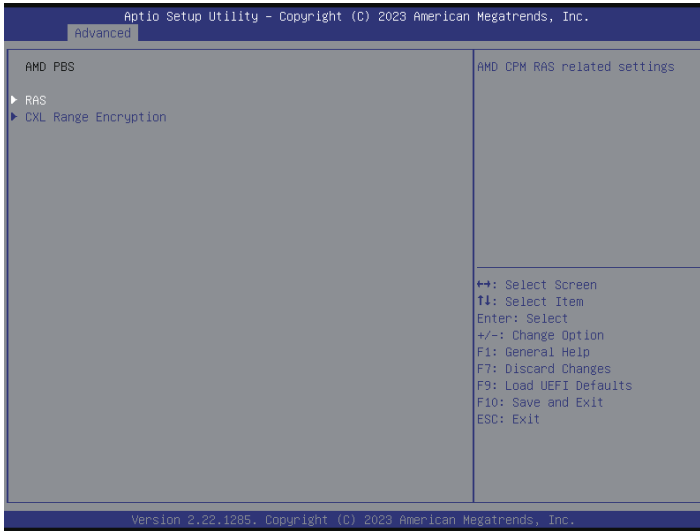 Aptio Setup Utility – Copyright (C) 2023 American Megatrends, Inc.
Advanced
AMD PBS
RAS
CXL Range Encryption
AMD CPM RAS related settings
↔: Select Screen
↑↓: Select Item
Enter: Select
+/-: Change Option
F1: General Help
F7: Discard Changes
F9: Load UEFI Defaults
F10: Save and Exit
ESC: Exit
Version 2.22.1285. Copyright (C) 2023 American Megatrends, Inc.